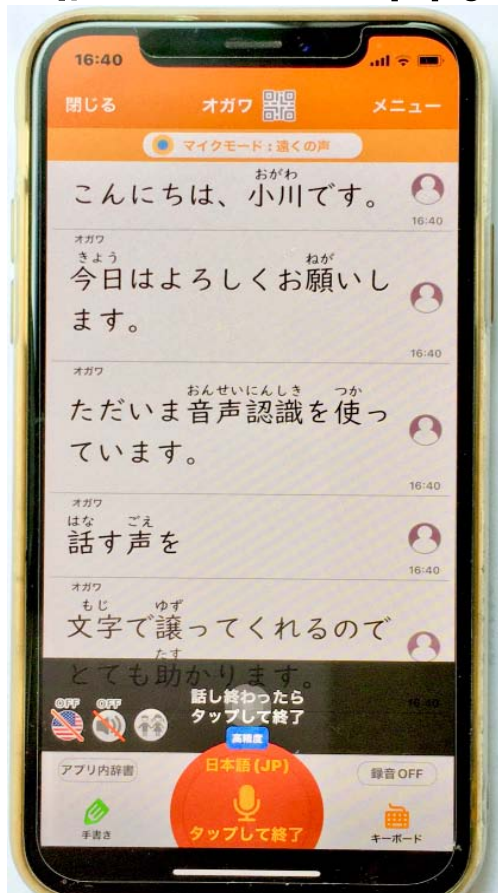 16:40
閉じる オガワ メニュー
マイクモード:遠くの声
おがわ
こんにちは、小川です。
16:40
オガワ
きょう ねが
今日はよろしくお願いし
ます。
16:40
オガワ
おんせいにんしき つか
ただいま音声認識を使っ
ています。
16:40
オガワ
はな ごえ
話す声を
16:40
オガワ
もじ ゆず
文字で譲ってくれるので
たす
とても助かります。
16:40
OFF OFF
話し終わったら
タップして終了
高精度
アプリ内辞書 日本語(JP) 録音OFF
手書き タップして終了 キーボード